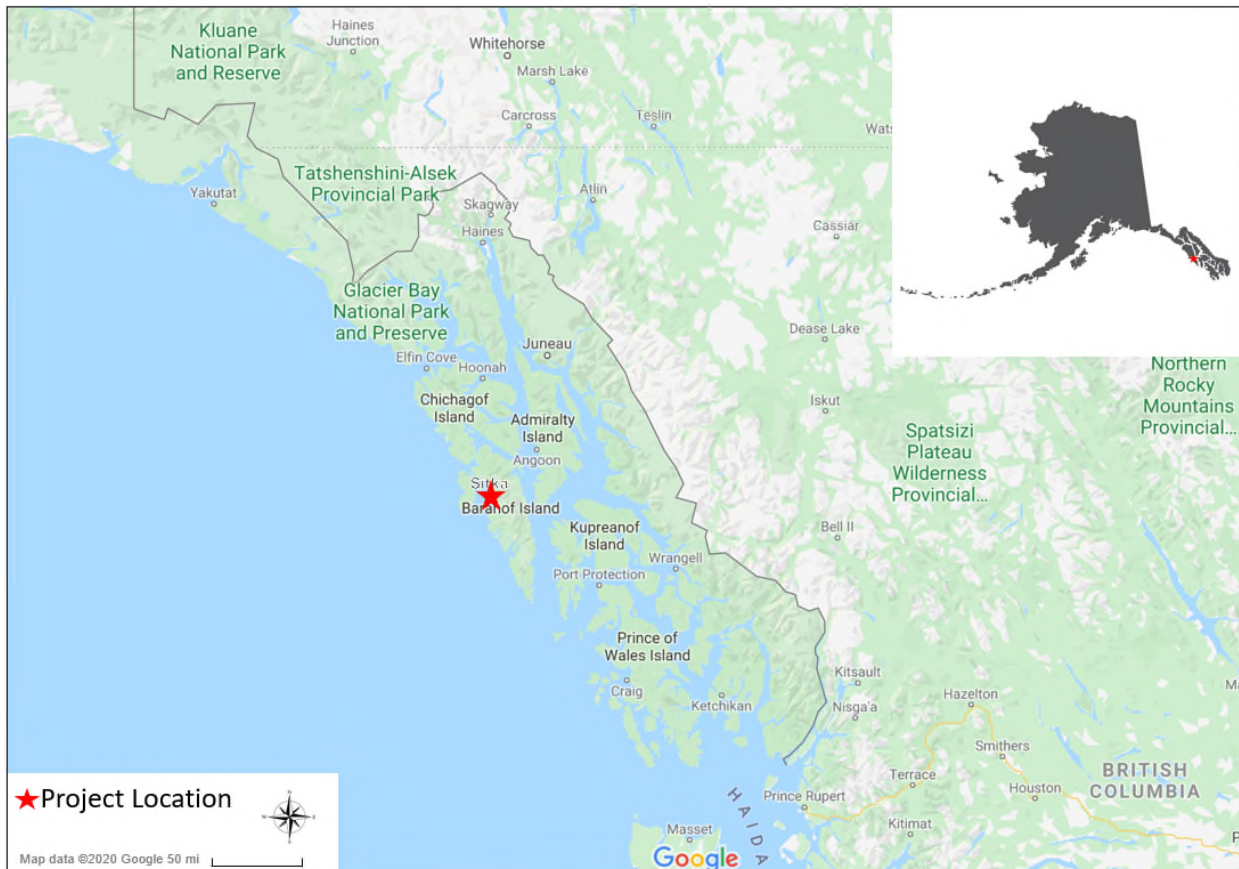 Kluane
National Park
and Reserve
Haines
Junction
Whitehorse
Marsh Lake
Carcross
Teslin
Tatshenshini-Alsek
Provincial Park
Yakutat
Skagway
Atlin
Haines
Cassiar
Glacier Bay
National Park
and Preserve
Juneau
Dease Lake
Elfin Cove
Hoonah
Northern
Rocky
Mountains
Provincial...
Chichagof
Island
Admiralty
Island
Iskut
Spatsizi
Plateau
Wilderness
Provincial...
Angoon
Sitka
Baranof Island
Kupreanof
Island
Bell II
Wrangell
Port Protection
Prince of
Wales Island
Craig
Ketchikan
Kitsault
Nisga'a
Hazelton
Smithers
BRITISH
COLUMBIA
Terrace
Houston
Prince Rupert
Kitimat
HAIDA
Masset
Google
Project Location
N
W
E
S
Map data ©2020 Google 50 mi